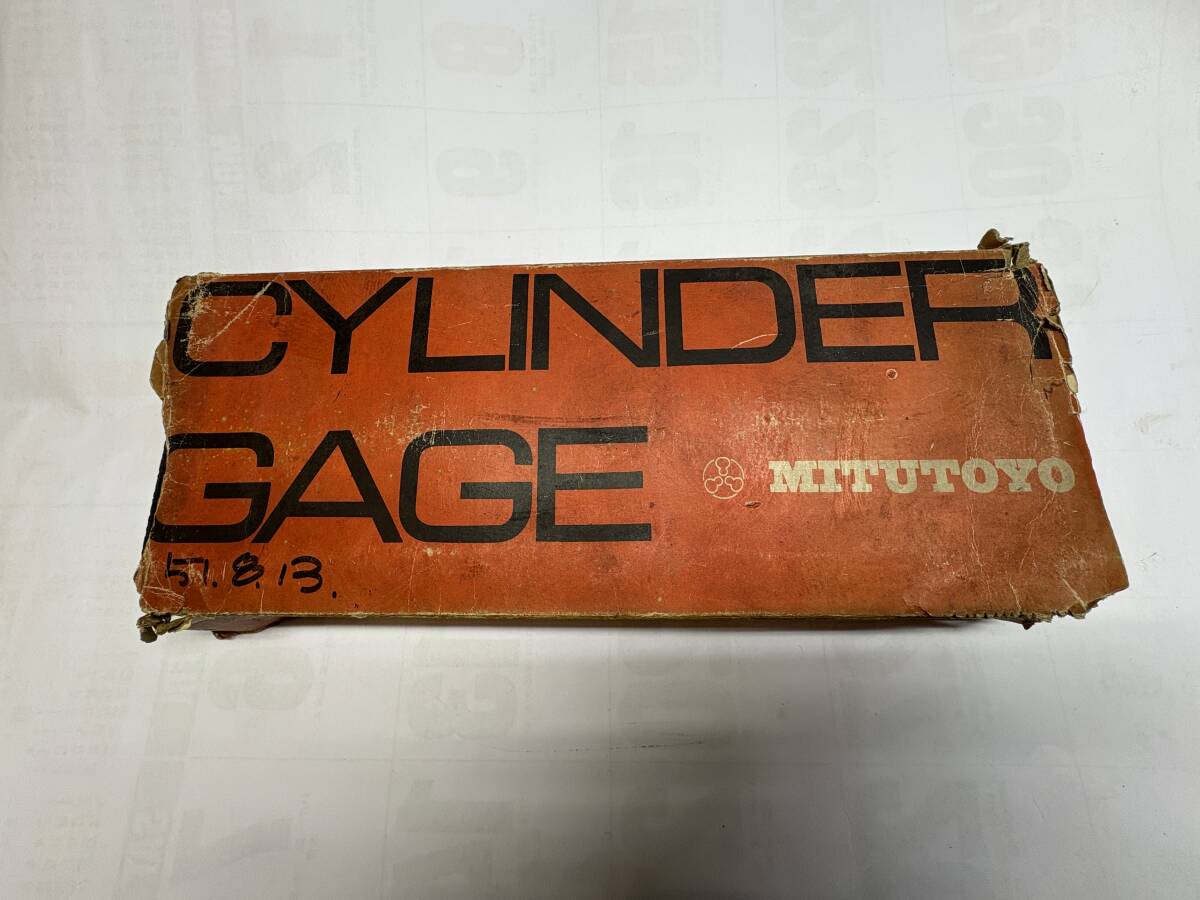 CYLINDER
GAGE
MITUTOYO
51.8.13.